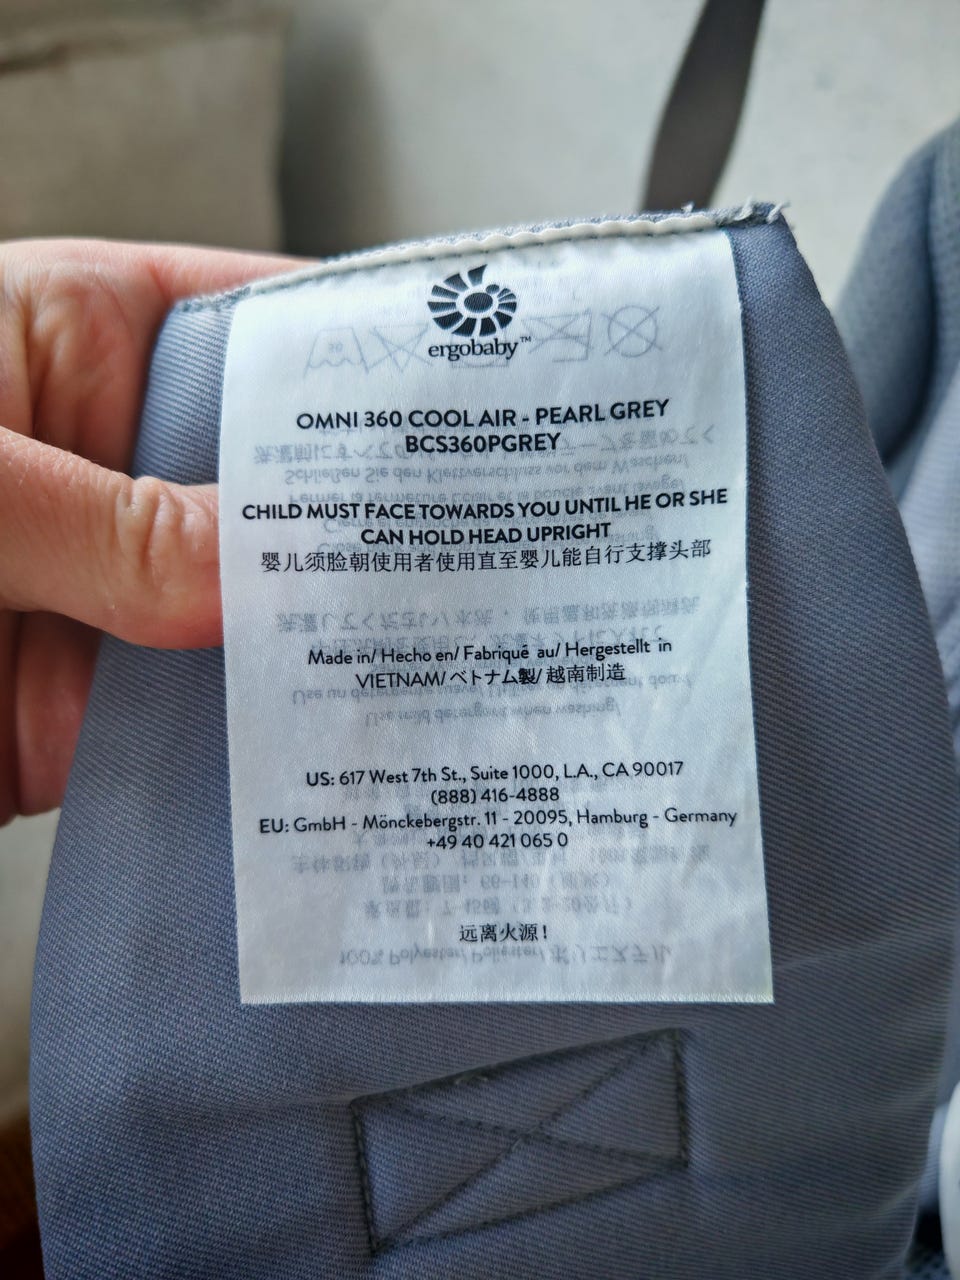 ergobaby™
OMNI 360 COOL AIR - PEARL GREY
BCS360PGREY
CHILD MUST FACE TOWARDS YOU UNTIL HE OR SHE
CAN HOLD HEAD UPRIGHT
婴儿须脸朝使用者使用直至婴儿能自行支撑头部
Made in/ Hecho en/ Fabriqué au/ Hergestellt in
VIETNAM/ ベトナム製/ 越南制造
US: 617 West 7th St., Suite 1000, L.A., CA 90017
(888) 416-4888
EU: GmbH - Mönckebergstr. 11 - 20095, Hamburg - Germany
+49 40 421 065 0
远离火源!